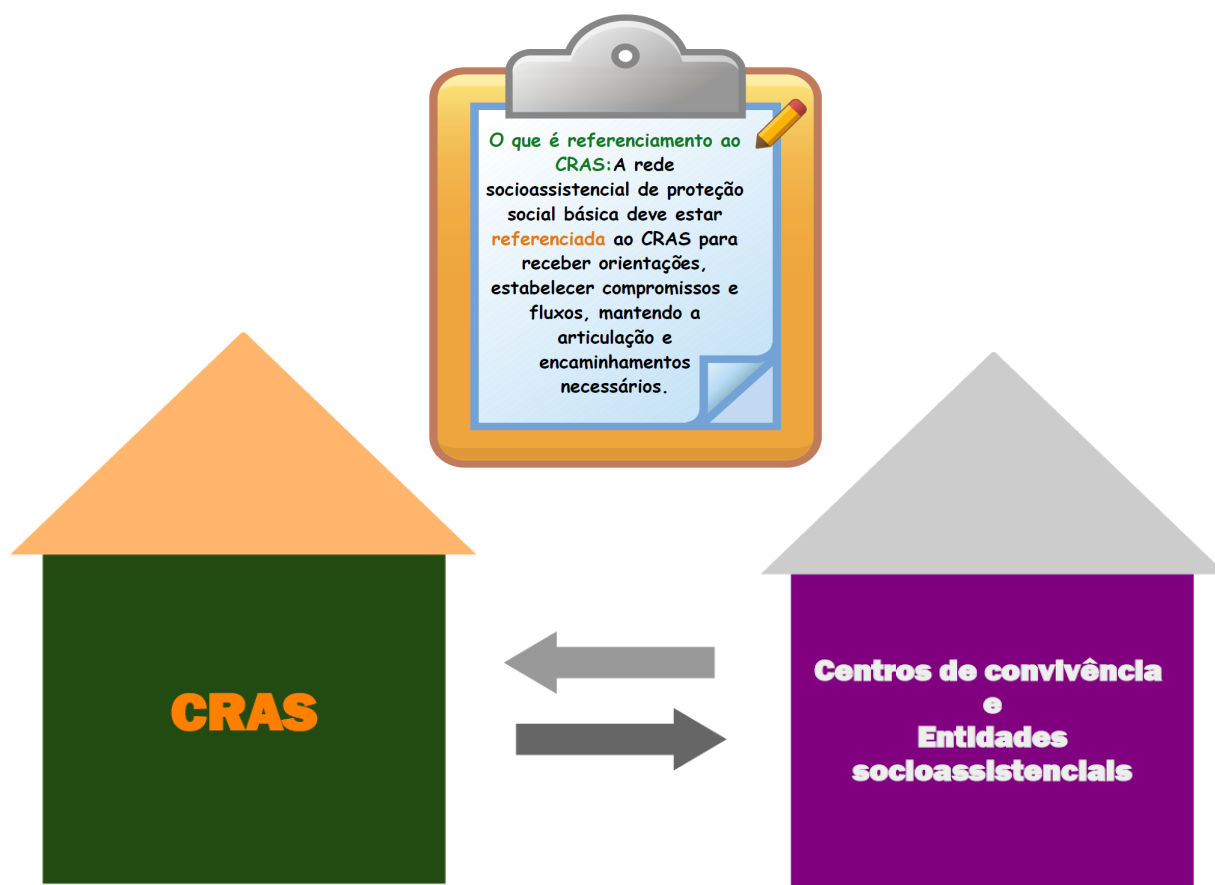 O que é referenciamento ao
CRAS:A rede
socioassistencial de proteção
social básica deve estar
referenciada ao CRAS para
receber orientações,
estabelecer compromissos e
fluxos, mantendo a
articulação e
encaminhamentos
necessários.
CRAS
Centros de convivência
e
Entidades
socioassistenciais